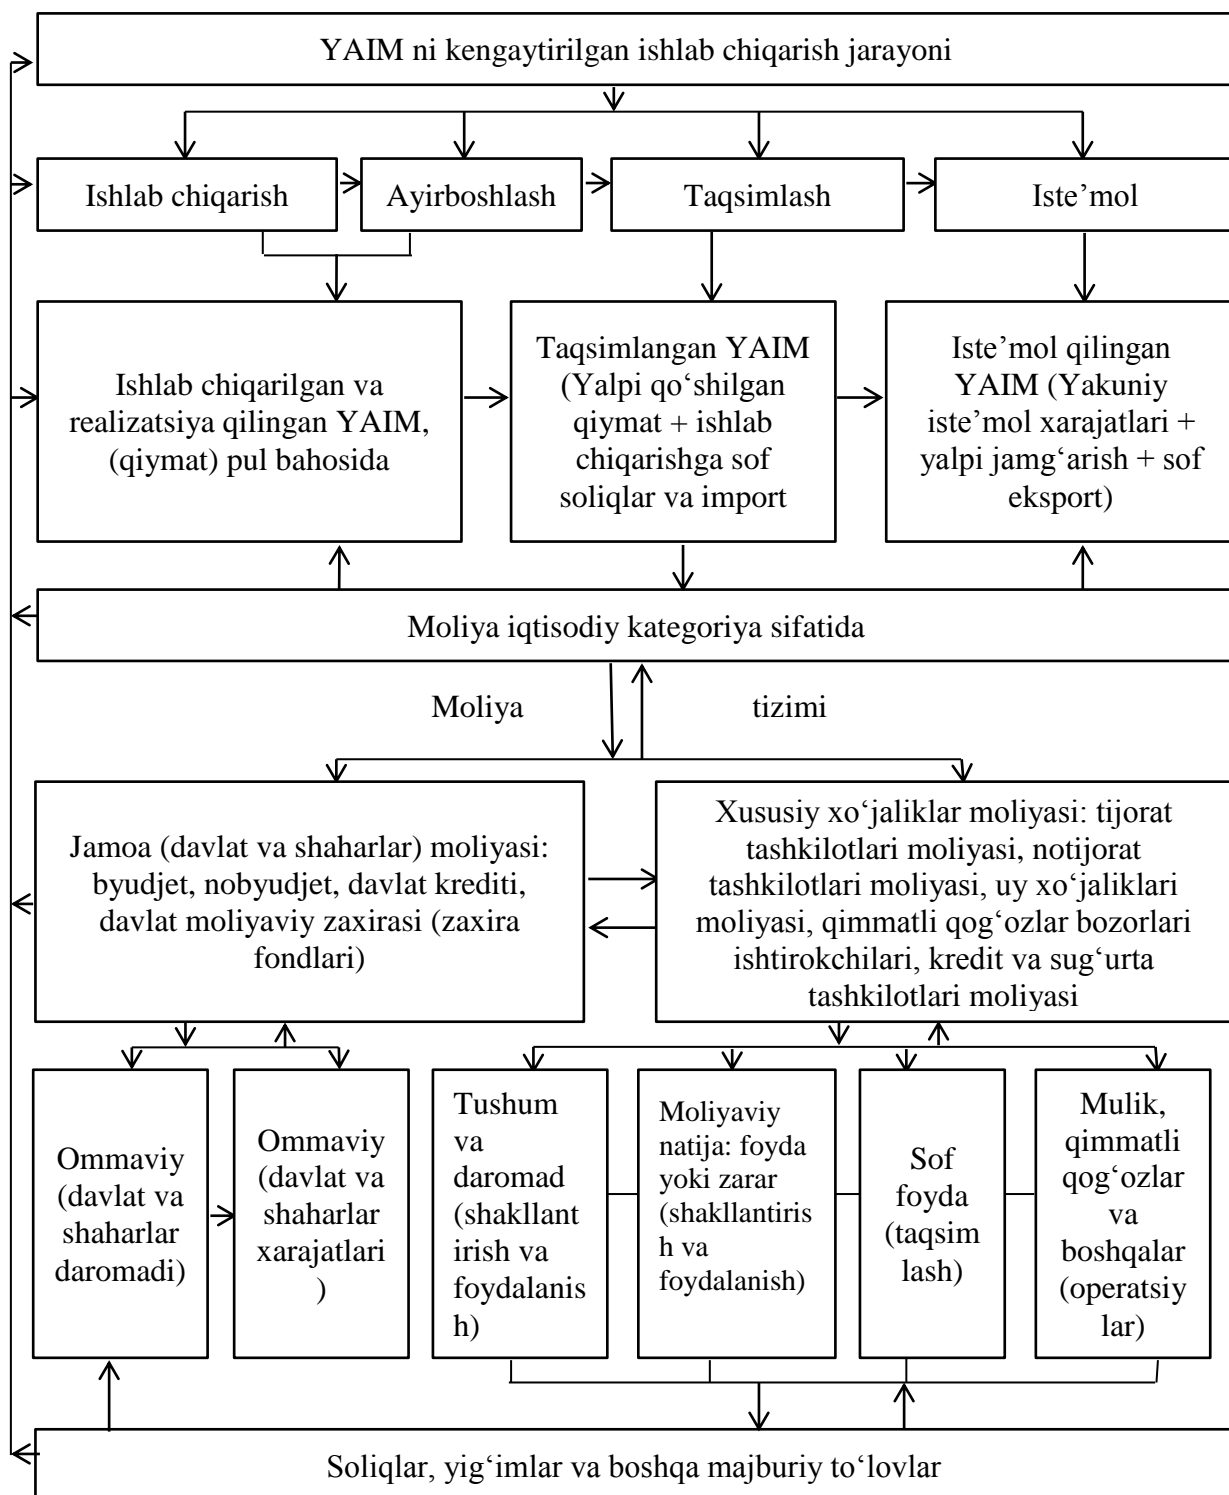 YAIM ni kengaytirilgan ishlab chiqarish jarayoni
Ishlab chiqarish
Ayirboshlash
Taqsimlash
Iste’mol
Ishlab chiqarilgan va
realizatsiya qilingan YAIM,
(qiymat) pul bahosida
Taqsimlangan YAIM
(Yalpi qo‘shilgan
qiymat + ishlab
chiqarishga sof
soliqlar va import
Iste’mol qilingan
YAIM (Yakuniy
iste’mol xarajatlari +
yalpi jamg‘arish + sof
eksport)
Moliya iqtisodiy kategoriya sifatida
Moliya tizimi
Jamoa (davlat va shaharlar) moliyasi:
byudjet, nobyudjet, davlat krediti,
davlat moliyaviy zaxirasi (zaxira
fondlari)
Xususiy xo‘jaliklar moliyasi: tijorat
tashkilotlari moliyasi, notijorat
tashkilotlari moliyasi, uy xo‘jaliklari
moliyasi, qimmatli qog‘ozlar bozorlari
ishtirokchilari, kredit va sug‘urta
tashkilotlari moliyasi
Ommaviy
(davlat va
shaharlar
daromadi)
Ommaviy
(davlat va
shaharlar
xarajatlari
)
Tushum
va
daromad
(shakllant
irish va
foydalanis
h)
Moliyaviy
natija: foyda
yoki zarar
(shakllantiris
h va
foydalanish)
Sof
foyda
(taqsim
lash)
Mulik,
qimmatli
qog‘ozlar
va
boshqalar
(operatsiy
lar)
Soliqlar, yig‘imlar va boshqa majburiy to‘lovlar